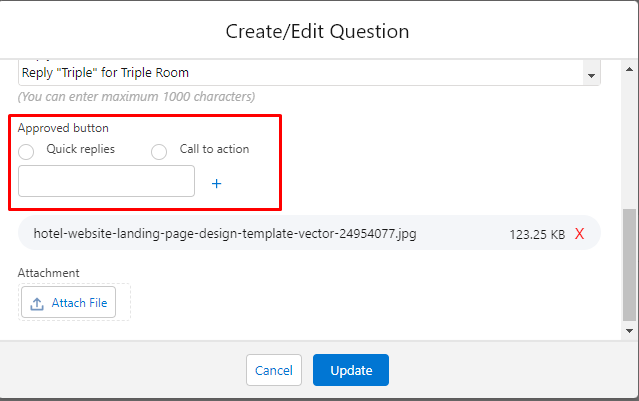 Create/Edit Question
Reply "Triple" for Triple Room
(You can enter maximum 1000 characters)
Approved button
Quick replies
Call to action
+
hotel-website-landing-page-design-template-vector-24954077.jpg
123.25 KB X
Attachment
Attach File
Cancel
Update